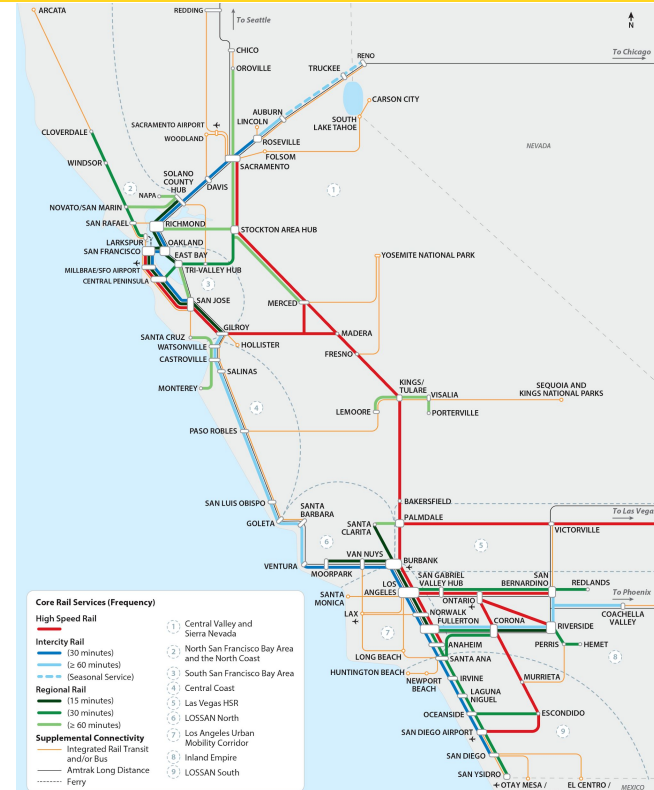 ARCATA
REDDING
To Seattle
N
CHICO
OROVILLE
RENO
To Chicago
TRUCKEE
CARSON CITY
AUBURN
LINCOLN
SOUTH
LAKE TAHOE
SACRAMENTO AIRPORT
WOODLAND
CLOVERDALE
ROSEVILLE
FOLSOM
SACRAMENTO
NEVADA
WINDSOR
SOLANO
COUNTY
HUB
DAVIS
1
2
NAPA
NOVATO/SAN MARIN
SAN RAFAEL
RICHMOND
STOCKTON AREA HUB
LARKSPUR
OAKLAND
SAN FRANCISCO
EAST BAY
YOSEMITE NATIONAL PARK
MILLBRAE/SFO AIRPORT
TRI-VALLEY HUB
CENTRAL PENINSULA
3
SAN JOSE
MERCED
GILROY
MADERA
SANTA CRUZ
WATSONVILLE
HOLLISTER
CASTROVILLE
FRESNO
SALINAS
MONTEREY
KINGS/
TULARE
VISALIA
SEQUOIA AND
KINGS NATIONAL PARKS
4
LEMOORE
PORTERVILLE
PASO ROBLES
SAN LUIS OBISPO
SANTA
BARBARA
BAKERSFIELD
GOLETA
SANTA
CLARITA
PALMDALE
To Las Vega
VICTORVILLE
6
5
VENTURA
VAN NUYS
MOORPARK
BURBANK
LOS
ANGELES
SAN GABRIEL
VALLEY HUB
SAN
BERNARDINO
REDLANDS
SANTA
MONICA
ONTARIO
To Phoenix
LAX
NORWALK
FULLERTON
CORONA
COACHELLA
VALLEY
RIVERSIDE
7
ANAHEIM
PERRIS
HEMET
LONG BEACH
SANTA ANA
8
HUNTINGTON BEACH
NEWPORT
BEACH
IRVINE
MURRIETA
LAGUNA
NIGUEL
OCEANSIDE
ESCONDIDO
SAN DIEGO AIRPORT
9
SAN DIEGO
SAN YSIDRO
OTAY MESA /
EL CENTRO /
MEXICO
Core Rail Services (Frequency)
High Speed Rail
Intercity Rail
(30 minutes)
(≥ 60 minutes)
(Seasonal Service)
Regional Rail
(15 minutes)
(30 minutes)
(≥ 60 minutes)
Supplemental Connectivity
Integrated Rail Transit
and/or Bus
Amtrak Long Distance
Ferry
1 Central Valley and
Sierra Nevada
2 North San Francisco Bay Area
and the North Coast
3 South San Francisco Bay Area
4 Central Coast
5 Las Vegas HSR
6 LOSSAN North
7 Los Angeles Urban
Mobility Corridor
8 Inland Empire
9 LOSSAN South